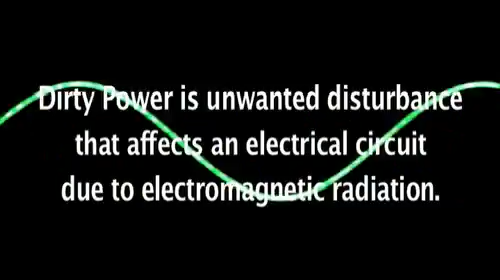 Dirty Power is unwanted disturbance
that affects an electrical circuit
due to electromagnetic radiation.